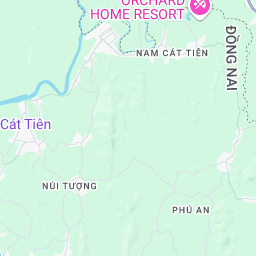 ORCHARD
HOME RESORT
NAM CÁT TIÊN
ĐỒNG NAI
Cát Tiên
NÚI TƯỢNG
PHÚ AN